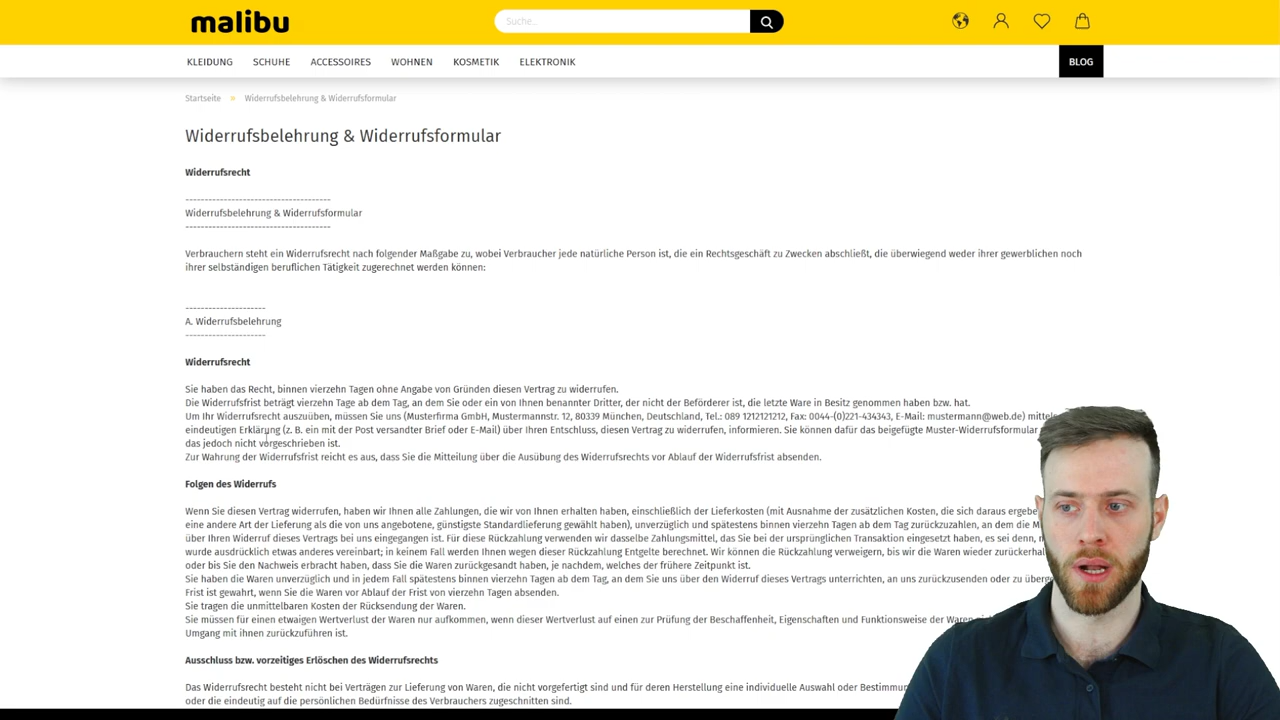 malibu
Suche...
KLEIDUNG SCHUHE ACCESSOIRES WOHNEN KOSMETIK ELEKTRONIK BLOG
Startseite » Widerrufsbelehrung & Widerrufsformular
Widerrufsbelehrung & Widerrufsformular
Widerrufsrecht
--------------------------------------
Widerrufsbelehrung & Widerrufsformular
--------------------------------------
Verbrauchern steht ein Widerrufsrecht nach folgender Maßgabe zu, wobei Verbraucher jede natürliche Person ist, die ein Rechtsgeschäft zu Zwecken abschließt, die überwiegend weder ihrer gewerblichen noch
ihrer selbständigen beruflichen Tätigkeit zugerechnet werden können:
---------------------
A. Widerrufsbelehrung
---------------------
Widerrufsrecht
Sie haben das Recht, binnen vierzehn Tagen ohne Angabe von Gründen diesen Vertrag zu widerrufen.
Die Widerrufsfrist beträgt vierzehn Tage ab dem Tag, an dem Sie oder ein von Ihnen benannter Dritter, der nicht der Beförderer ist, die letzte Ware in Besitz genommen haben bzw. hat.
Um Ihr Widerrufsrecht auszuüben, müssen Sie uns (Musterfirma GmbH, Mustermannstr. 12, 80339 München, Deutschland, Tel.: 089 1212121212, Fax: 0044-(0)221-434343, E-Mail: mustermann@web.de)
eindeutigen Erklärung (z. B. ein mit der Post versandter Brief oder E-Mail) über Ihren Entschluss, diesen Vertrag zu widerrufen, informieren. Sie können dafür das beigefügte Muster-Widerrufsformular
das jedoch nicht vorgeschrieben ist.
Zur Wahrung der Widerrufsfrist reicht es aus, dass Sie die Mitteilung über die Ausübung des Widerrufsrechts vor Ablauf der Widerrufsfrist absenden.
Folgen des Widerrufs
Wenn Sie diesen Vertrag widerrufen, haben wir Ihnen alle Zahlungen, die wir von Ihnen erhalten haben, einschließlich der Lieferkosten (mit Ausnahme der zusätzlichen Kosten, die sich daraus
eine andere Art der Lieferung als die von uns angebotene, günstigste Standardlieferung gewählt haben), unverzüglich und spätestens binnen vierzehn Tagen ab dem Tag zurückzuzahlen, an dem die
über Ihren Widerruf dieses Vertrags bei uns eingegangen ist. Für diese Rückzahlung verwenden wir dasselbe Zahlungsmittel, das Sie bei der ursprünglichen Transaktion eingesetzt haben, es sei denn,
wurde ausdrücklich etwas anderes vereinbart; in keinem Fall werden Ihnen wegen dieser Rückzahlung Entgelte berechnet. Wir können die Rückzahlung verweigern, bis wir die Waren wieder
oder bis Sie den Nachweis erbracht haben, dass Sie die Waren zurückgesandt haben, je nachdem, welches der frühere Zeitpunkt ist.
Sie haben die Waren unverzüglich und in jedem Fall spätestens binnen vierzehn Tagen ab dem Tag, an dem Sie uns über den Widerruf dieses Vertrags unterrichten, an uns zurückzusenden oder zu
Frist ist gewahrt, wenn Sie die Waren vor Ablauf der Frist von vierzehn Tagen absenden.
Sie tragen die unmittelbaren Kosten der Rücksendung der Waren.
Sie müssen für einen etwaigen Wertverlust der Waren nur aufkommen, wenn dieser Wertverlust auf einen zur Prüfung der Beschaffenheit, Eigenschaften und Funktionsweise der Waren
Umgang mit ihnen zurückzuführen ist.
Ausschluss bzw. vorzeitiges Erlöschen des Widerrufsrechts
Das Widerrufsrecht besteht nicht bei Verträgen zur Lieferung von Waren, die nicht vorgefertigt sind und für deren Herstellung eine individuelle Auswahl oder
oder die eindeutig auf die persönlichen Bedürfnisse des Verbrauchers zugeschnitten sind.